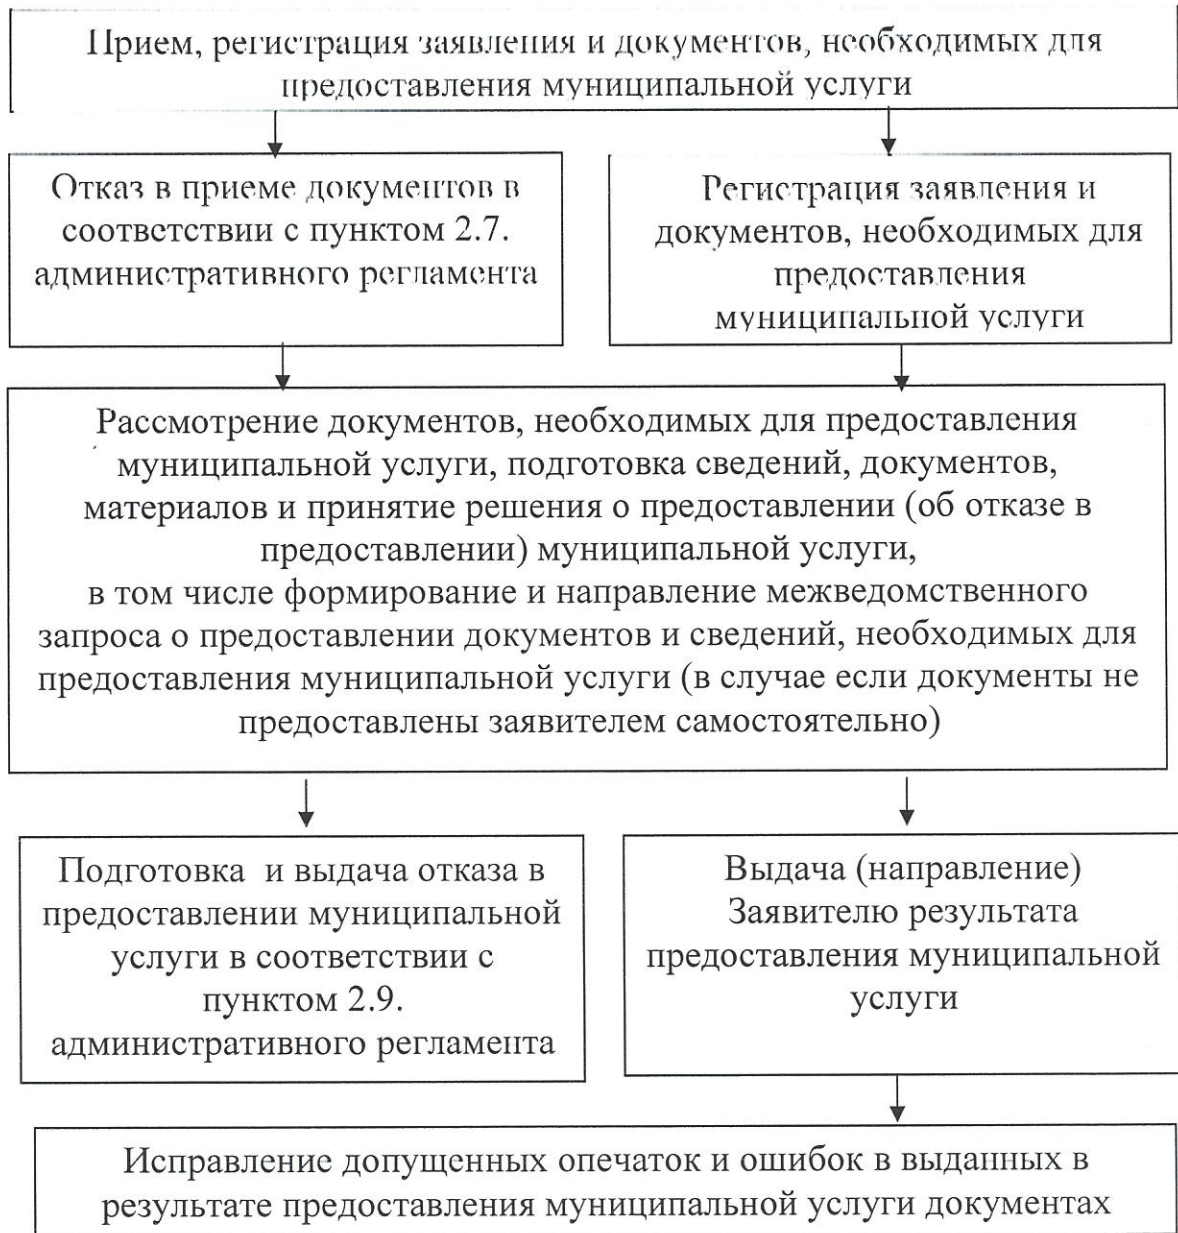 Прием, регистрация заявления и документов, необходимых для
предоставления муниципальной услуги
Отказ в приеме документов в
соответствии с пунктом 2.7.
административного регламента
Регистрация заявления и
документов, необходимых для
предоставления
муниципальной услуги
Рассмотрение документов, необходимых для предоставления
муниципальной услуги, подготовка сведений, документов,
материалов и принятие решения о предоставлении (об отказе в
предоставлении) муниципальной услуги,
в том числе формирование и направление межведомственного
запроса о предоставлении документов и сведений, необходимых для
предоставления муниципальной услуги (в случае если документы не
предоставлены заявителем самостоятельно)
Подготовка и выдача отказа в
предоставлении муниципальной
услуги в соответствии с
пунктом 2.9.
административного регламента
Выдача (направление)
Заявителю результата
предоставления муниципальной
услуги
Исправление допущенных опечаток и ошибок в выданных в
результате предоставления муниципальной услуги документах